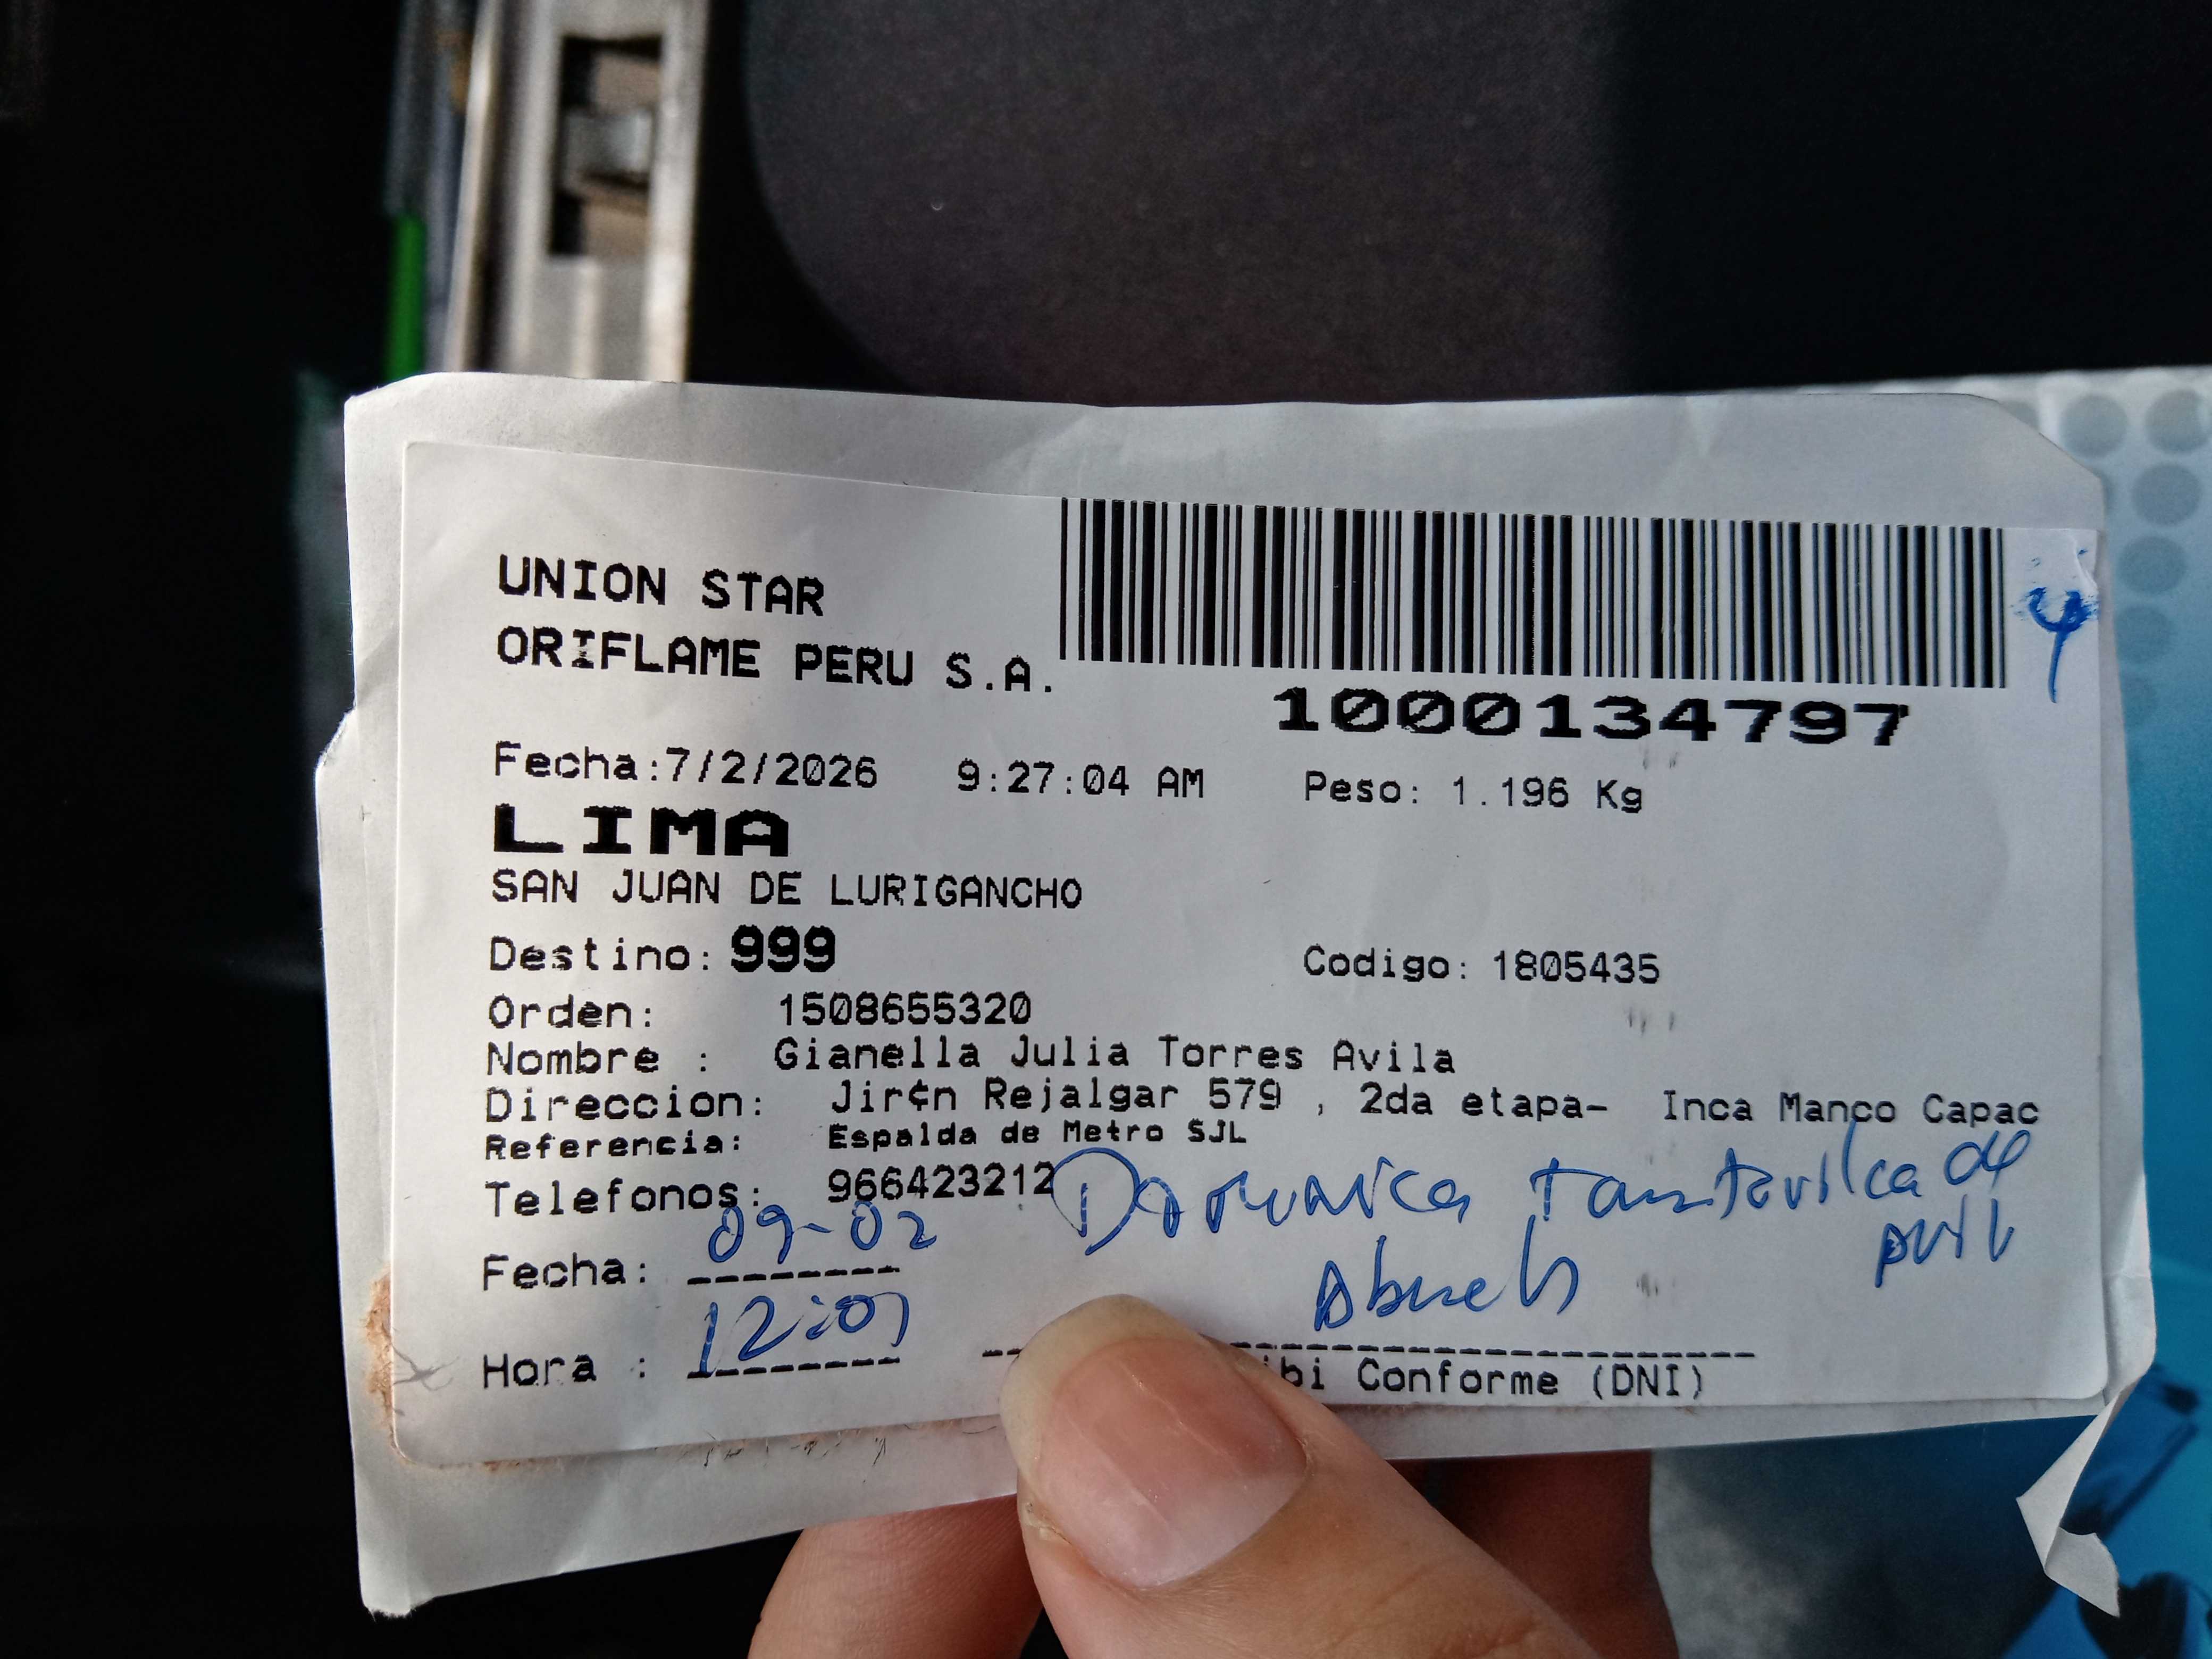 UNION STAR
ORIFLAME PERU S.A.
1000134797
Fecha:7/2/2026 9:27:04 AM Peso: 1.196 Kg
LIMA
SAN JUAN DE LURIGANCHO
Destino: 999 Codigo: 1805435
Orden: 1508655320
Nombre : Gianella Julia Torres Avila
Direccion: Jir¢n Rejalgar 579 , 2da etapa- Inca Manco Capac
Referencia: Espalda de Metro SJL
Telefonos: 966423212
Fecha: 09-02
Hora : 12:07
ibi Conforme (DNI)